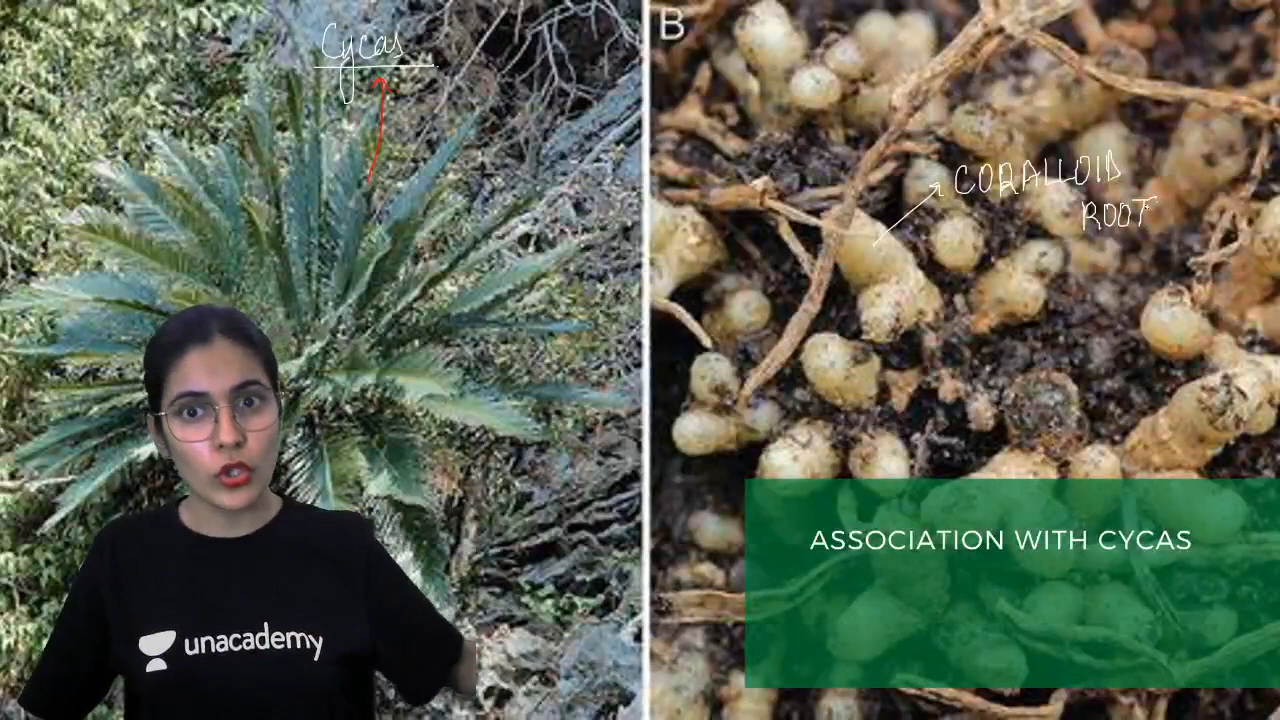 Cycas
B
CORALLOID
ROOT
ASSOCIATION WITH CYCAS
unacademy